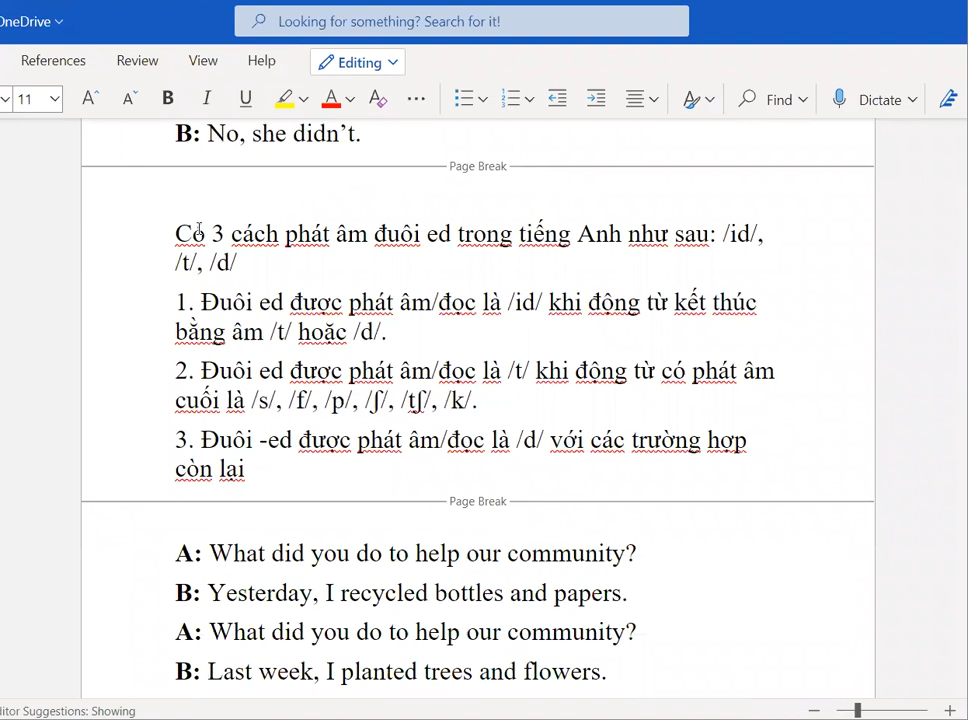 OneDrive
Looking for something? Search for it!
References Review View Help Editing
11 A A B I U A A Find Dictate
B: No, she didn’t.
Page Break
Có 3 cách phát âm đuôi ed trong tiếng Anh như sau: /id/,
/t/, /d/
1. Đuôi ed được phát âm/đọc là /id/ khi động từ kết thúc
bằng âm /t/ hoặc /d/.
2. Đuôi ed được phát âm/đọc là /t/ khi động từ có phát âm
cuối là /s/, /f/, /p/, /ʃ/, /tʃ/, /k/.
3. Đuôi -ed được phát âm/đọc là /d/ với các trường hợp
còn lại
Page Break
A: What did you do to help our community?
B: Yesterday, I recycled bottles and papers.
A: What did you do to help our community?
B: Last week, I planted trees and flowers.
ditor Suggestions: Showing